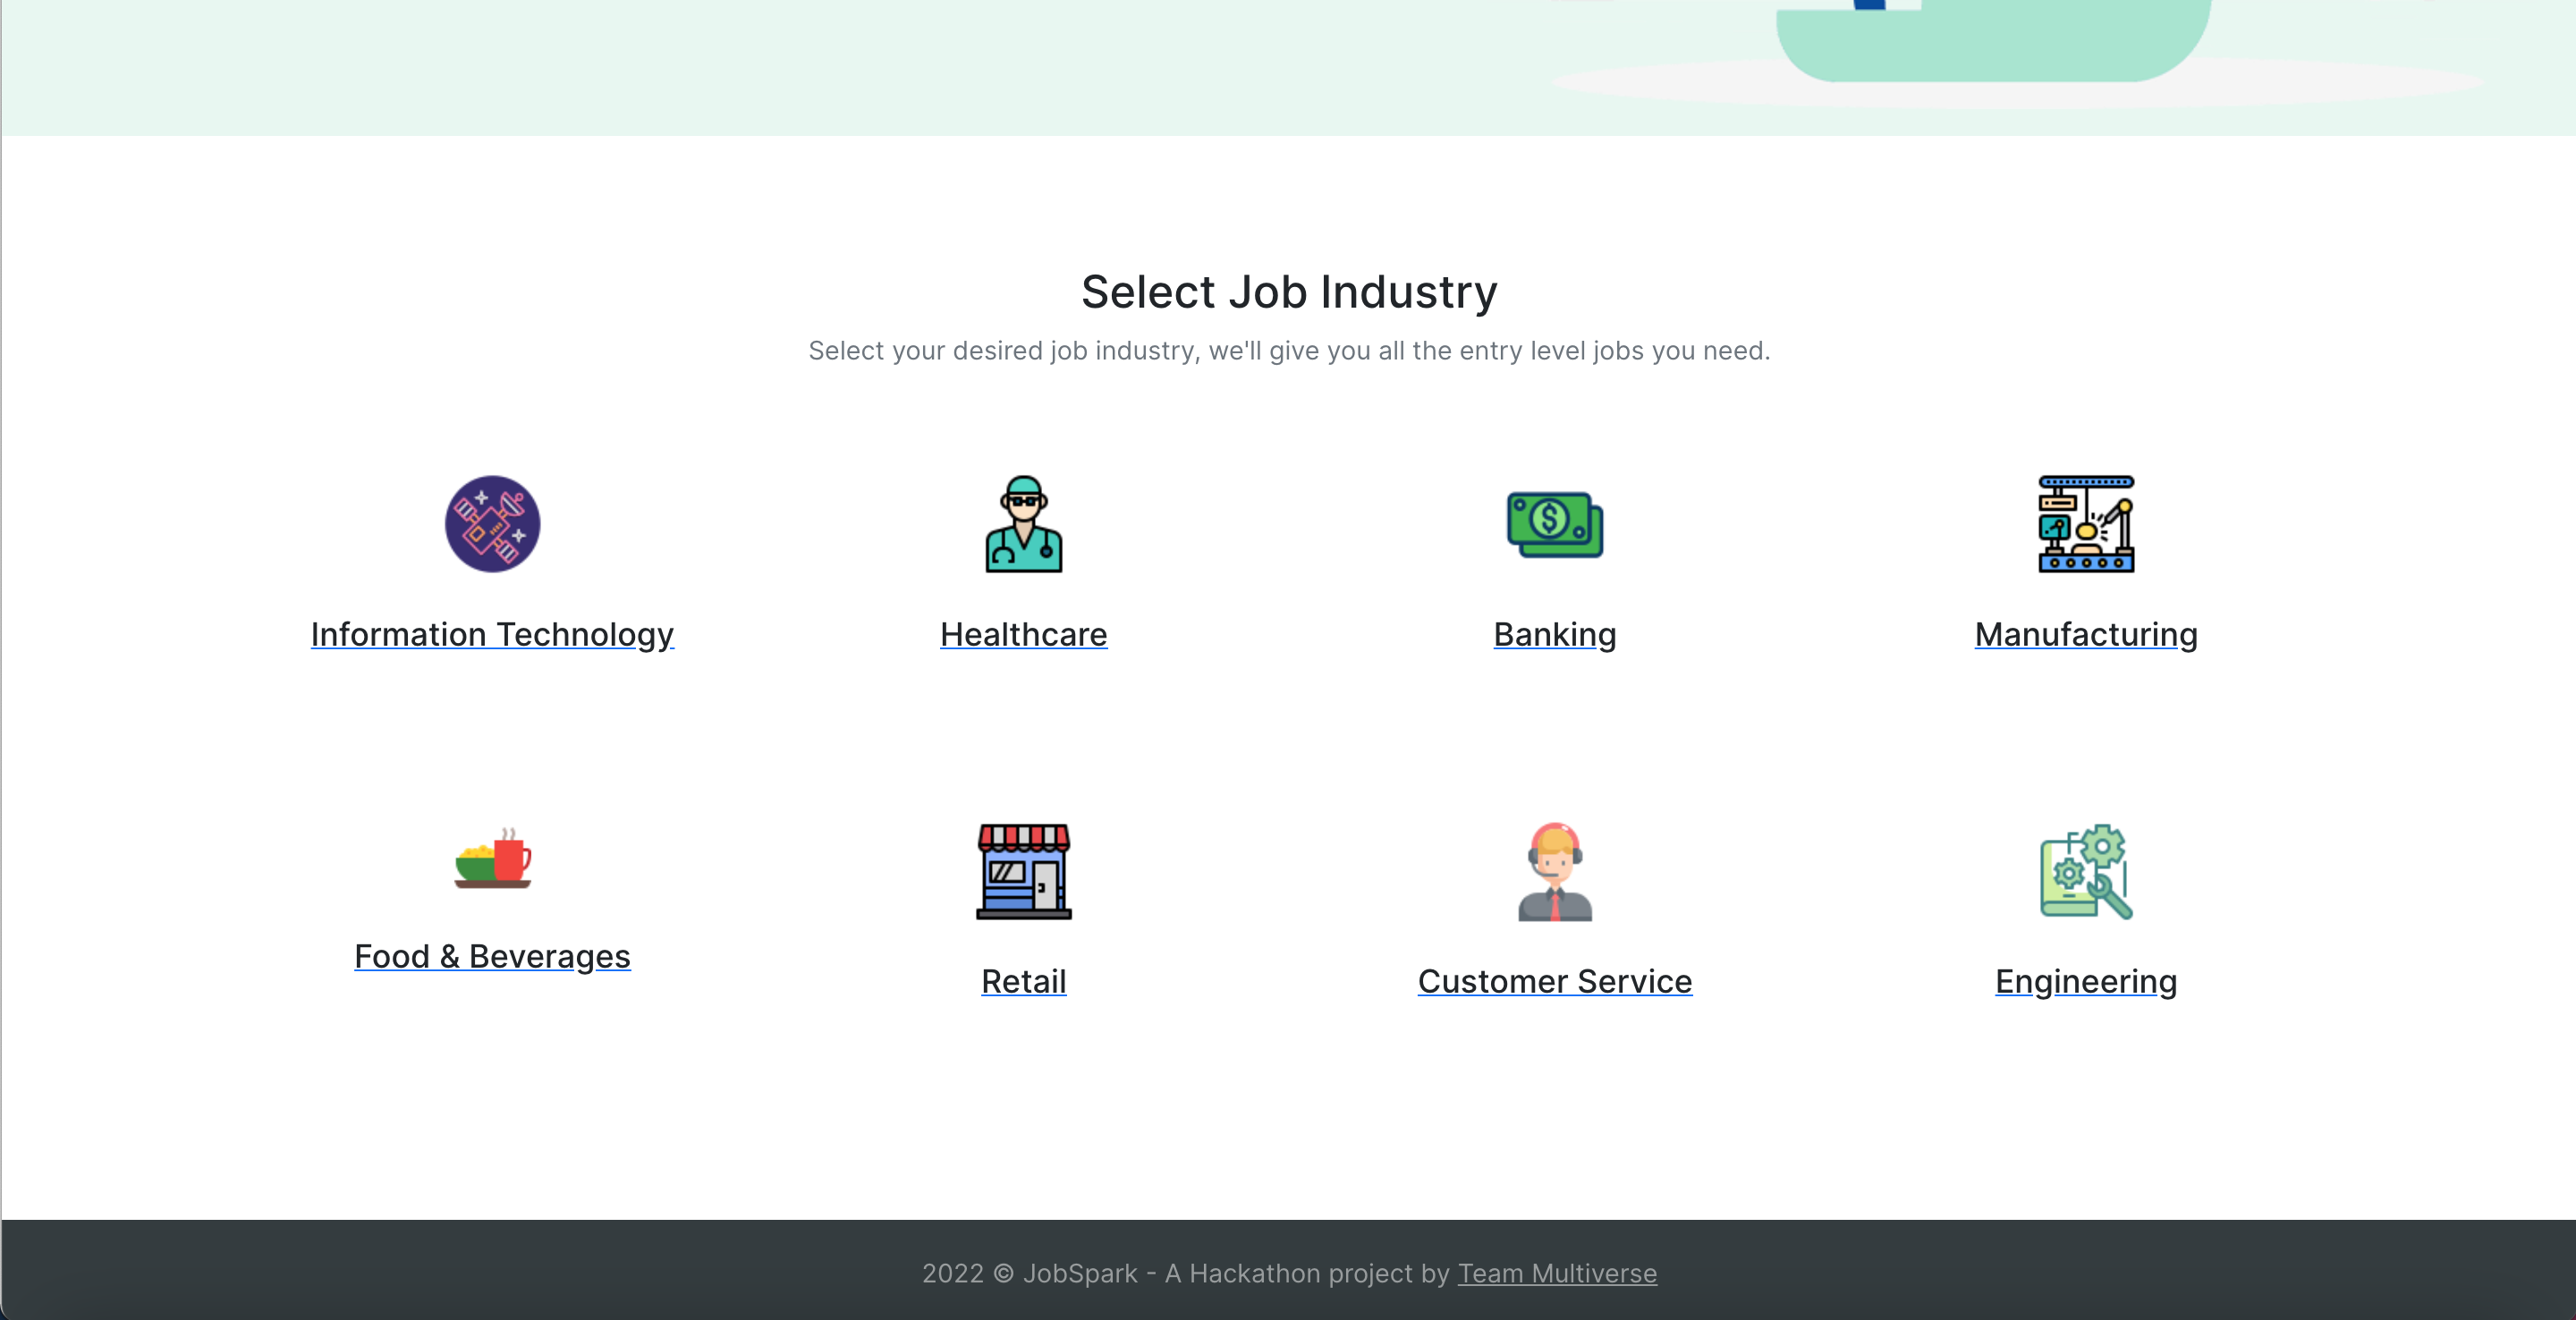 Select Job Industry
Select your desired job industry, we'll give you all the entry level jobs you need.
Information Technology
Healthcare
Banking
Manufacturing
Food & Beverages
Retail
Customer Service
Engineering
2022 © JobSpark - A Hackathon project by Team Multiverse